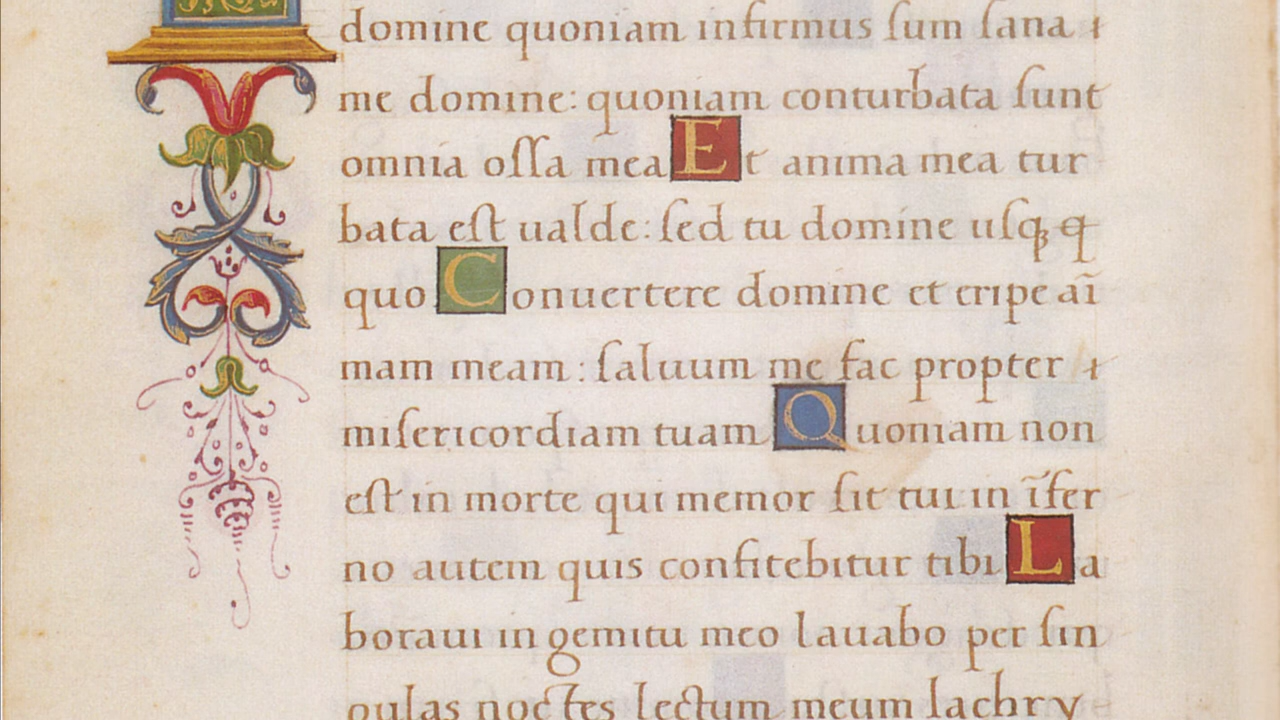 domine quoniam infirmus ſum ſana
me domine: quoniam conturbata ſunt
omnia oſſa mea Et anima mea tur
bata eſt ualde: ſed tu domine uſqꝫ q̶
quo Conuertere domine et eripe aĩ
mam meam: ſaluum me fac propter
miſericordiam tuam Quoniam non
eſt in morte qui memor ſit tui in ĩfer
no autem quis confitebitur tibi La
boraui in gemitu meo lauabo per ſin
gulas noctes lectum meum lachry